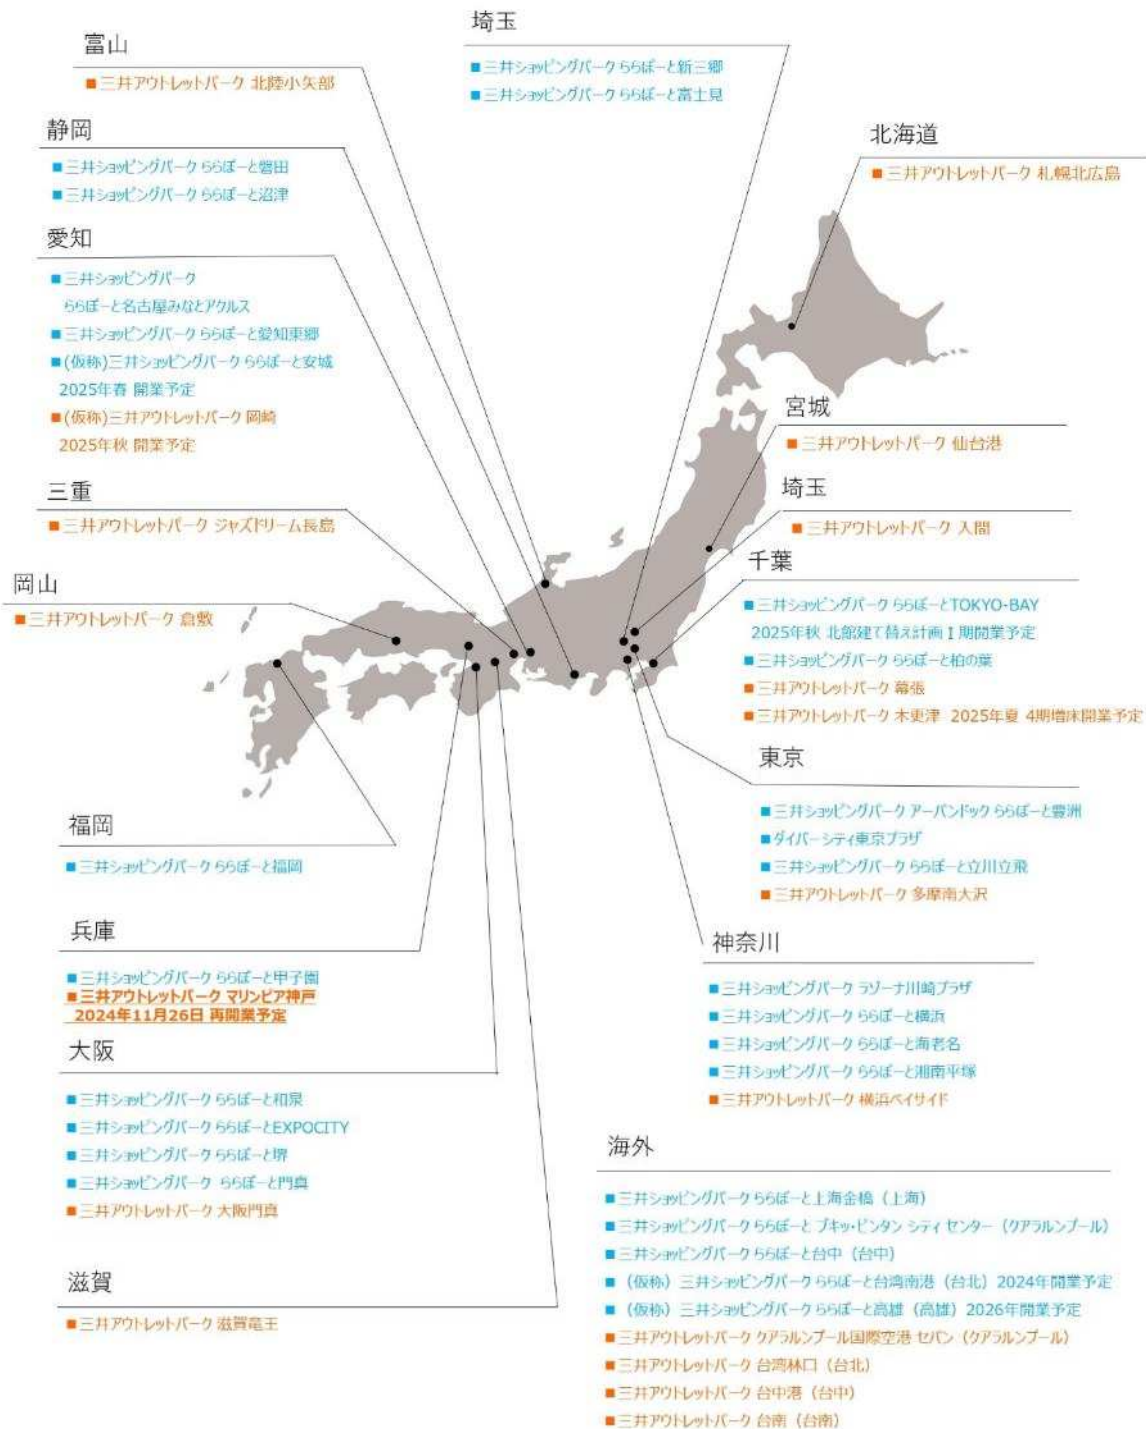 富山
■三井アウトレットパーク 北陸小矢部
静岡
■三井ショッピングパーク ららぽーと磐田
■三井ショッピングパーク ららぽーと沼津
愛知
■三井ショッピングパーク
ららぽーと名古屋みなとアクルス
■三井ショッピングパーク ららぽーと愛知東郷
■(仮称)三井ショッピングパーク ららぽーと安城
2025年春 開業予定
■(仮称)三井アウトレットパーク 岡崎
2025年秋 開業予定
三重
■三井アウトレットパーク ジャズドリーム長島
岡山
■三井アウトレットパーク 倉敷
福岡
■三井ショッピングパーク ららぽーと福岡
兵庫
■三井ショッピングパーク ららぽーと甲子園
■三井アウトレットパーク マリンピア神戸
2024年11月26日 再開業予定
大阪
■三井ショッピングパーク ららぽーと和泉
■三井ショッピングパーク ららぽーとEXPOCITY
■三井ショッピングパーク ららぽーと堺
■三井ショッピングパーク ららぽーと門真
■三井アウトレットパーク 大阪門真
滋賀
■三井アウトレットパーク 滋賀竜王
埼玉
■三井ショッピングパーク ららぽーと新三郷
■三井ショッピングパーク ららぽーと富士見
北海道
■三井アウトレットパーク 札幌北広島
宮城
■三井アウトレットパーク 仙台港
埼玉
■三井アウトレットパーク 入間
千葉
■三井ショッピングパーク ららぽーとTOKYO-BAY
2025年秋 北館建て替え計画Ⅰ期開業予定
■三井ショッピングパーク ららぽーと柏の葉
■三井アウトレットパーク 幕張
■三井アウトレットパーク 木更津 2025年夏 4期増床開業予定
東京
■三井ショッピングパーク アーバンドック ららぽーと豊洲
■ダイバーシティ東京プラザ
■三井ショッピングパーク ららぽーと立川立飛
■三井アウトレットパーク 多摩南大沢
神奈川
■三井ショッピングパーク ラゾーナ川崎プラザ
■三井ショッピングパーク ららぽーと横浜
■三井ショッピングパーク ららぽーと海老名
■三井ショッピングパーク ららぽーと湘南平塚
■三井アウトレットパーク 横浜ベイサイド
海外
■三井ショッピングパーク ららぽーと上海金橋（上海）
■三井ショッピングパーク ららぽーと ブキッ・ビンタン シティ センター（クアラルンプール）
■三井ショッピングパーク ららぽーと台中（台中）
■（仮称）三井ショッピングパーク ららぽーと台湾南港（台北）2024年開業予定
■（仮称）三井ショッピングパーク ららぽーと高雄（高雄）2026年開業予定
■三井アウトレットパーク クアラルンプール国際空港 セパン（クアラルンプール）
■三井アウトレットパーク 台湾林口（台北）
■三井アウトレットパーク 台中港（台中）
■三井アウトレットパーク 台南（台南）